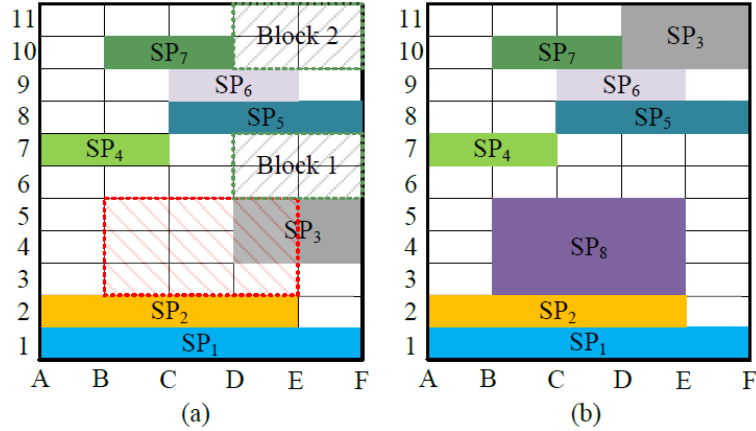 11
10
9
8
7
6
5
4
3
2
1
A B C D E F
SP₇
Block 2
SP₆
SP₅
SP₄
Block 1
SP₃
SP₂
SP₁
(a)
11
10
9
8
7
6
5
4
3
2
1
A B C D E F
SP₃
SP₇
SP₆
SP₅
SP₄
SP₈
SP₂
SP₁
(b)